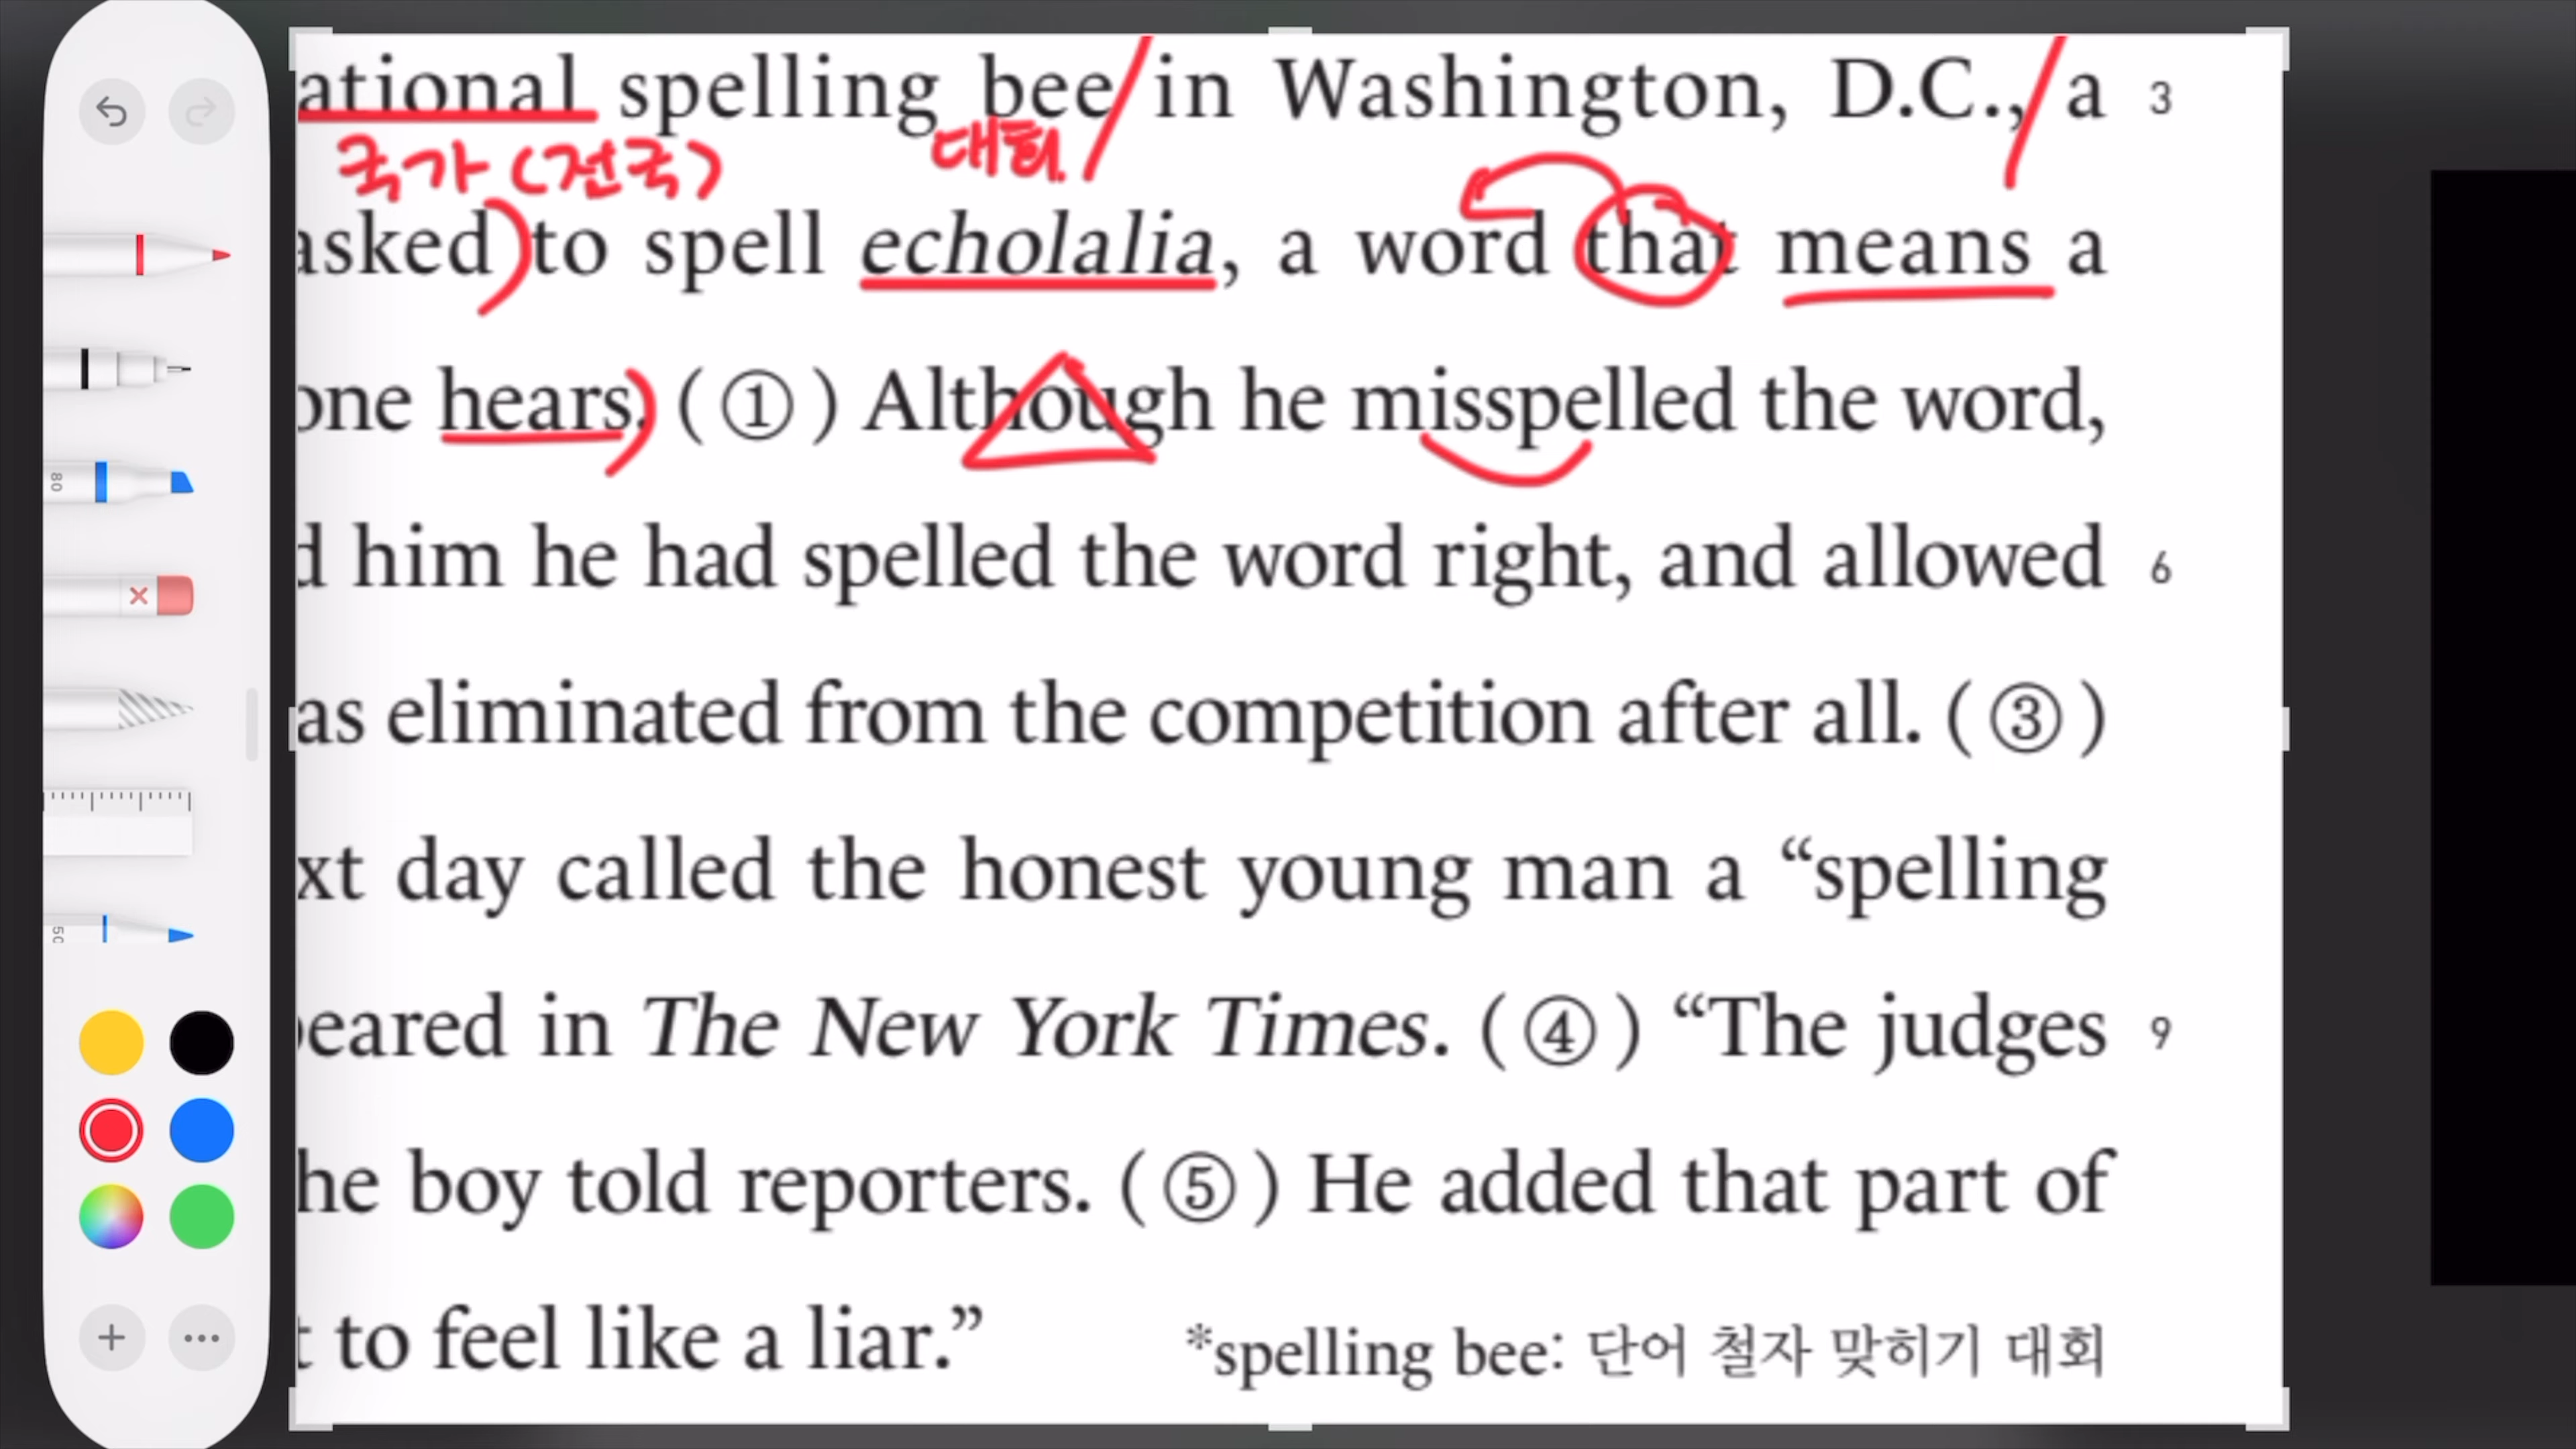 ational spelling bee in Washington, D.C., a 3
국가 (전국) 대회.
asked to spell echolalia, a word that means a
one hears. ( ① ) Although he misspelled the word,
d him he had spelled the word right, and allowed 6
as eliminated from the competition after all. ( ③ )
xt day called the honest young man a “spelling
peared in The New York Times. ( ④ ) “The judges 9
he boy told reporters. ( ⑤ ) He added that part of
t to feel like a liar.”
*spelling bee: 단어 철자 맞히기 대회
80
50